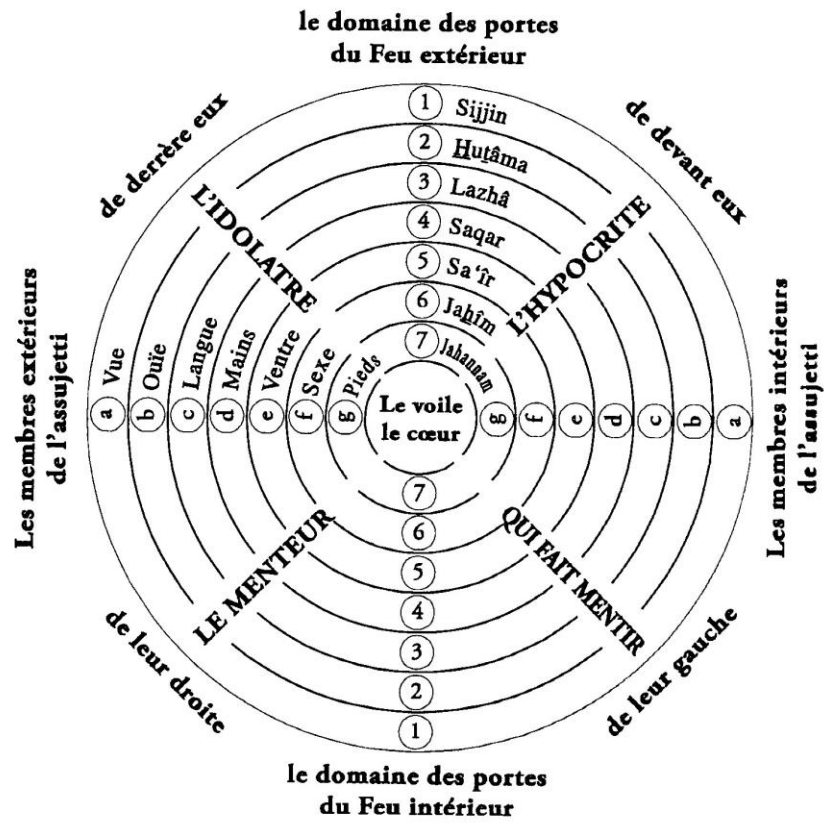 le domaine des portes
du Feu extérieur
de derrère eux
de devant eux
L'IDOLATRE
L'HYPOCRITE
1 Sijjin
2 Hutâma
3 Lazhâ
4 Saqar
5 Sa‘îr
6 Jahîm
7 Jahannam
Les membres extérieurs
de l'assujetti
a Vue
b Ouïe
c Langue
d Mains
e Ventre
f Sexe
g Pieds
Le voile
le cœur
g f e d c b a
Les membres intérieurs
de l'assujetti
7
6
5
4
3
2
1
LE MENTEUR
QUI FAIT MENTIR
de leur droite
de leur gauche
le domaine des portes
du Feu intérieur